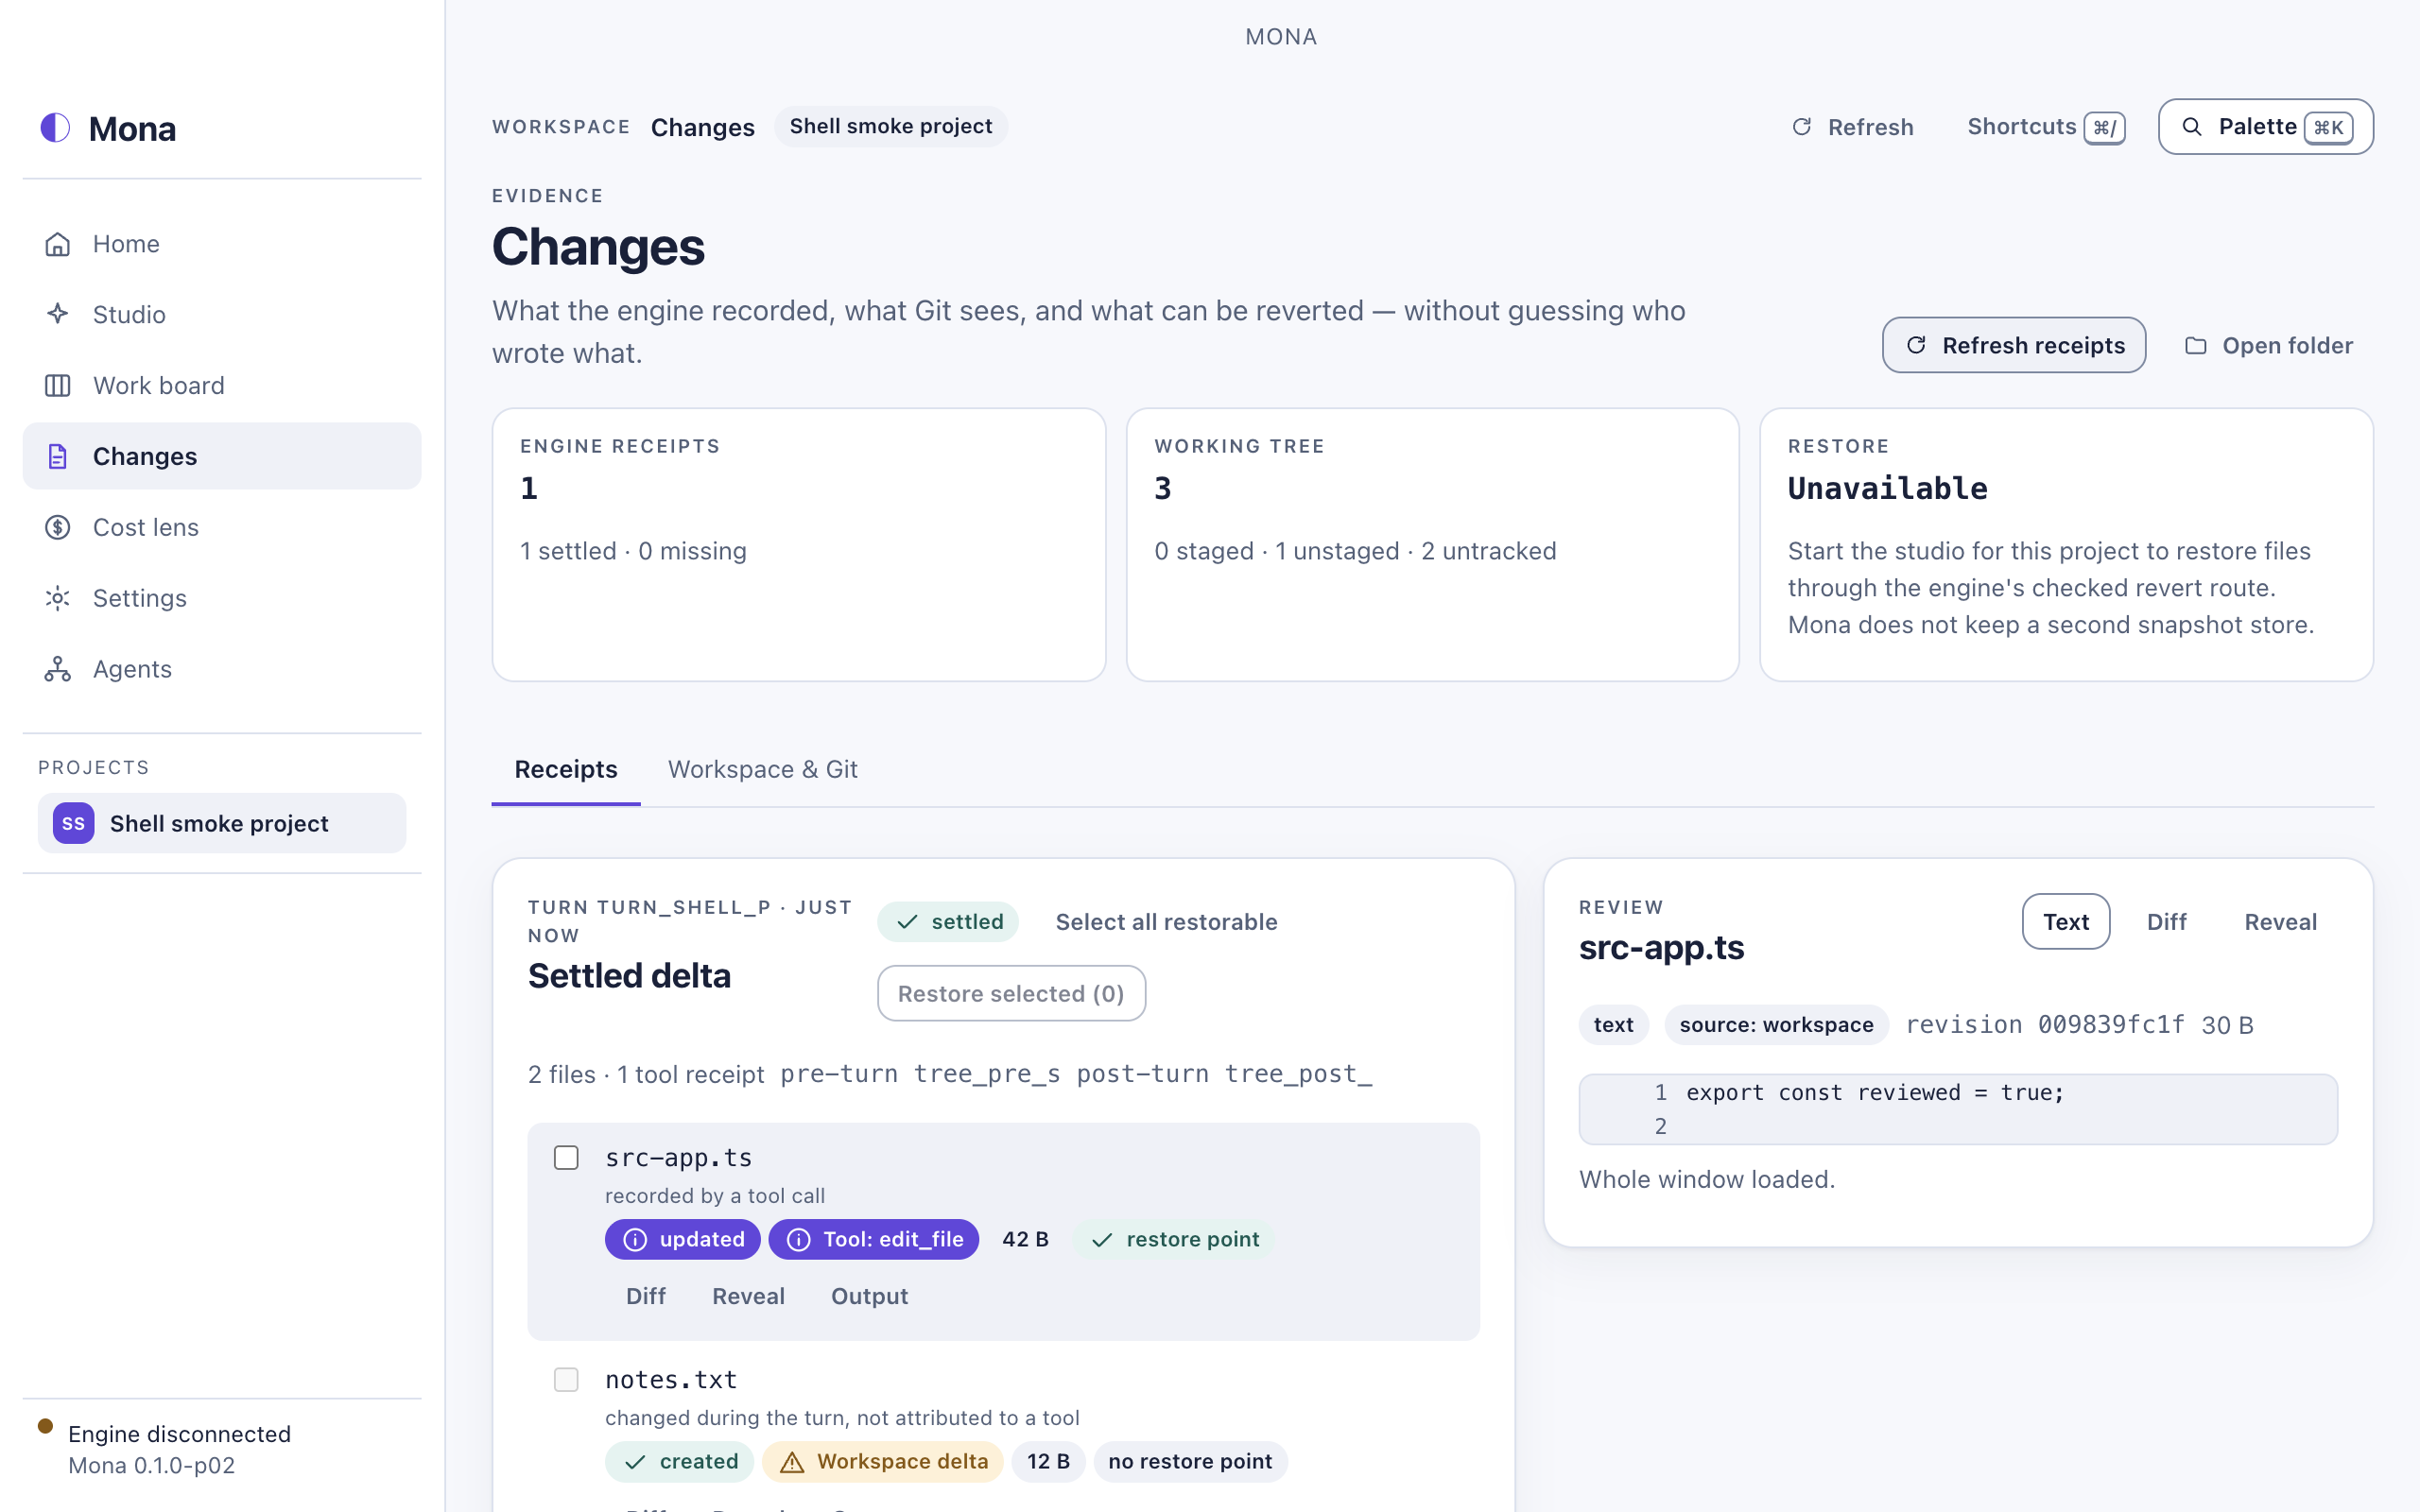 MONA
Mona
Home
Studio
Work board
Changes
Cost lens
Settings
Agents
PROJECTS
SS Shell smoke project
Engine disconnected
Mona 0.1.0-p02
WORKSPACE Changes Shell smoke project
Refresh Shortcuts ⌘/ Palette ⌘K
EVIDENCE
Changes
What the engine recorded, what Git sees, and what can be reverted — without guessing who
wrote what.
Refresh receipts Open folder
ENGINE RECEIPTS
1
1 settled · 0 missing
WORKING TREE
3
0 staged · 1 unstaged · 2 untracked
RESTORE
Unavailable
Start the studio for this project to restore files
through the engine's checked revert route.
Mona does not keep a second snapshot store.
Receipts Workspace & Git
TURN TURN_SHELL_P · JUST
NOW
Settled delta
settled Select all restorable
Restore selected (0)
2 files · 1 tool receipt pre-turn tree_pre_s post-turn tree_post_
src-app.ts
recorded by a tool call
updated Tool: edit_file 42 B restore point
Diff Reveal Output
notes.txt
changed during the turn, not attributed to a tool
created Workspace delta 12 B no restore point
REVIEW
src-app.ts
Text Diff Reveal
text source: workspace revision 009839fc1f 30 B
1 export const reviewed = true;
2
Whole window loaded.